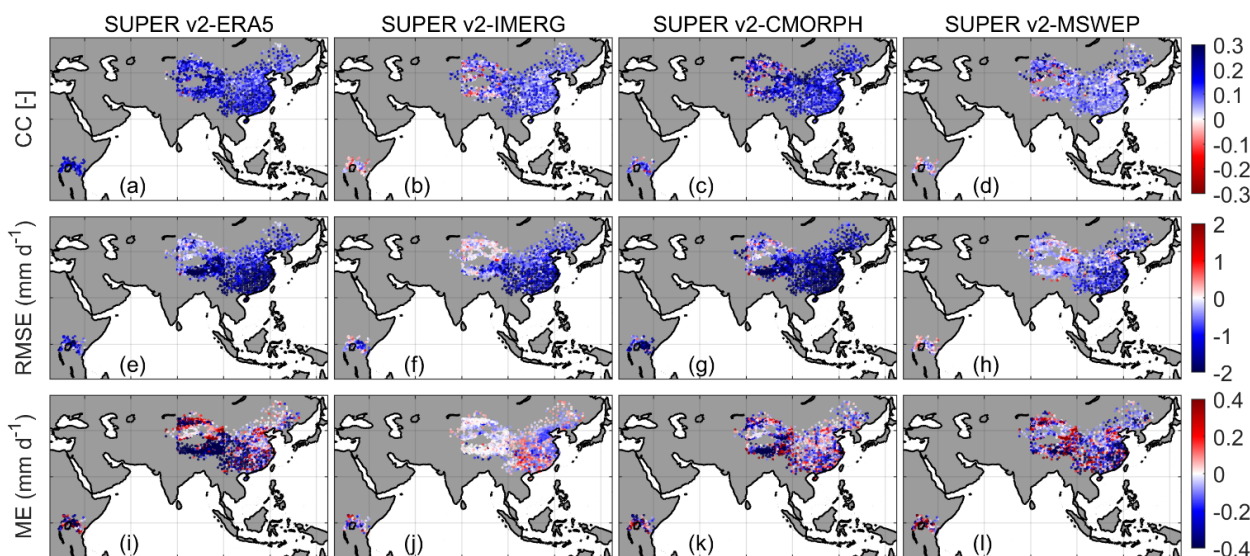 SUPER v2-ERA5 SUPER v2-IMERG SUPER v2-CMORPH SUPER v2-MSWEP
CC [-]
(a) (b) (c) (d)
0.3
0.2
0.1
0
-0.1
-0.2
-0.3
RMSE (mm d⁻¹)
(e) (f) (g) (h)
2
1
0
-1
-2
ME (mm d⁻¹)
(i) (j) (k) (l)
0.4
0.2
0
-0.2
-0.4